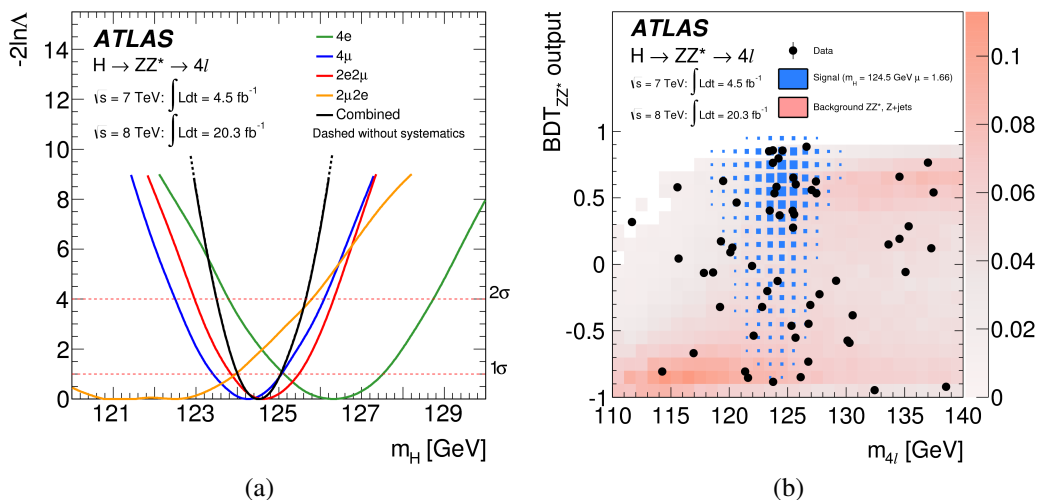 -2lnΛ
14
12
10
8
6
4
2
0
ATLAS
H → ZZ* → 4l
√s = 7 TeV: ∫Ldt = 4.5 fb⁻¹
√s = 8 TeV: ∫Ldt = 20.3 fb⁻¹
4e
4μ
2e2μ
2μ2e
Combined
Dashed without systematics
2σ
1σ
121 123 125 127 129
m_H [GeV]
(a)
BDT_ZZ* output
1
0.5
0
-0.5
-1
ATLAS
H → ZZ* → 4l
√s = 7 TeV: ∫Ldt = 4.5 fb⁻¹
√s = 8 TeV: ∫Ldt = 20.3 fb⁻¹
Data
Signal (m_H = 124.5 GeV μ = 1.66)
Background ZZ*, Z+jets
110 115 120 125 130 135 140
m_4l [GeV]
0.1
0.08
0.06
0.04
0.02
0
(b)